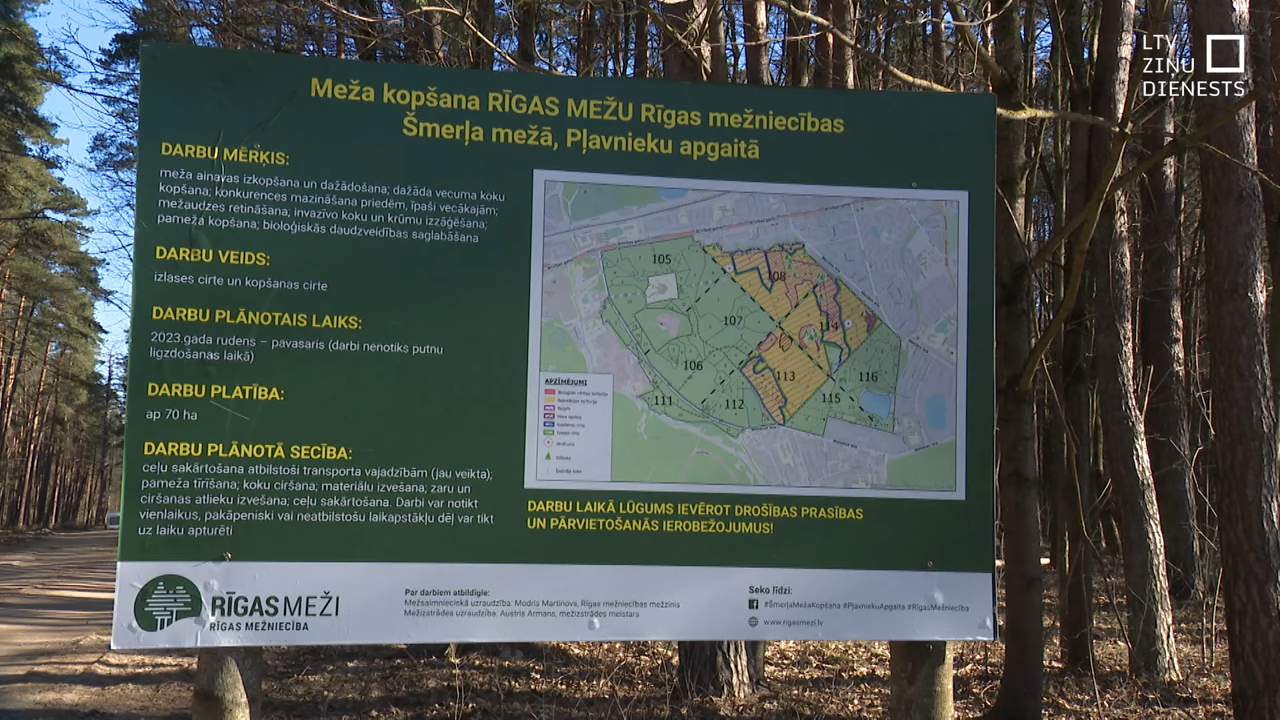 LTV
ZIŅU
DIENESTS
Meža kopšana RĪGAS MEŽU Rīgas mežniecības
Šmerļa mežā, Pļavnieku apgaitā
DARBU MĒRĶIS:
meža ainavas izkopšana un dažādošana; dažāda vecuma koku
kopšana; konkurences mazināšana priedēm, īpaši vecākajām;
mežaudzes retināšana; invazīvo koku un krūmu izzāģēšana;
pameža kopšana; bioloģiskās daudzveidības saglabāšana
DARBU VEIDS:
izlases cirte un kopšanas cirte
DARBU PLĀNOTAIS LAIKS:
2023.gada rudens – pavasaris (darbi nenotiks putnu
ligzdošanas laikā)
DARBU PLATĪBA:
ap 70 ha
DARBU PLĀNOTĀ SECĪBA:
ceļu sakārtošana atbilstoši transporta vajadzībām (jau veikta);
pameža tīrīšana; koku ciršana; materiālu izvešana; zaru un
ciršanas atlieku izvešana; ceļu sakārtošana. Darbi var notikt
vienlaikus, pakāpeniski vai neatbilstošu laikapstākļu dēļ var tikt
uz laiku apturēti
105
108
107
114
106
113
116
111
112
115
APZĪMĒJUMI
DARBU LAIKĀ LŪGUMS IEVĒROT DROŠĪBAS PRASĪBAS
UN PĀRVIETOŠANĀS IEROBEŽOJUMUS!
RĪGAS MEŽI
RĪGAS MEŽNIECĪBA
Par darbiem atbildīgie:
Mežsaimnieciskā uzraudzība: Modris Martinovs, Rīgas mežniecības mežzinis
Mežizstrādes uzraudzība: Austris Armans, mežizstrādes meistars
Seko līdzi:
#ŠmerļaMežaKopšana #PļavniekuApgaita #RīgasMežniecība
www.rigasmezi.lv